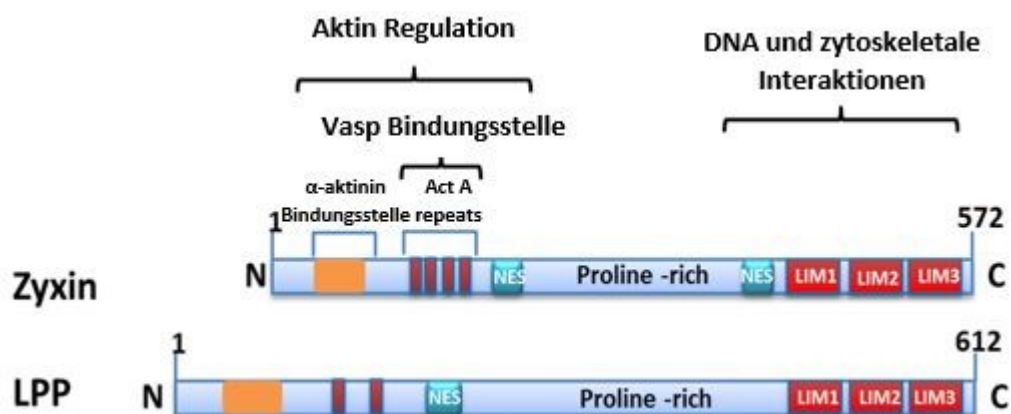 Aktin Regulation
DNA und zytoskeletale
Interaktionen
Vasp Bindungsstelle
α-aktinin
Act A
Bindungsstelle repeats
1
572
Zyxin
N
NES
Proline -rich
NES
LIM1
LIM2
LIM3
C
1
612
LPP
N
NES
Proline -rich
LIM1
LIM2
LIM3
C